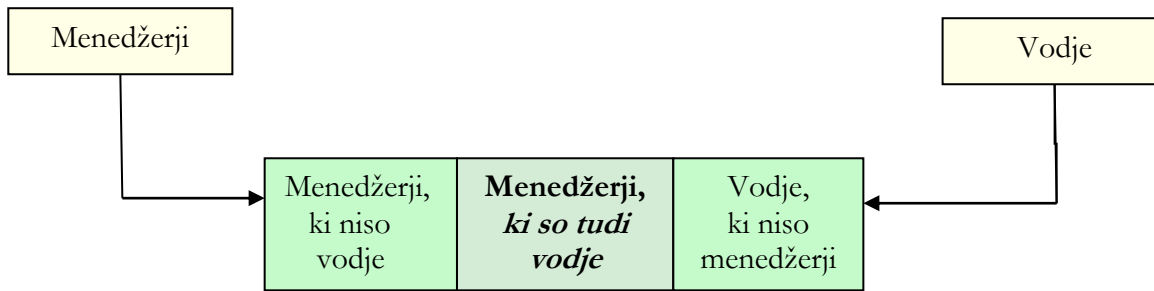 Menedžerji
Vodje
Menedžerji,
ki niso
vodje
Menedžerji,
ki so tudi
vodje
Vodje,
ki niso
menedžerji